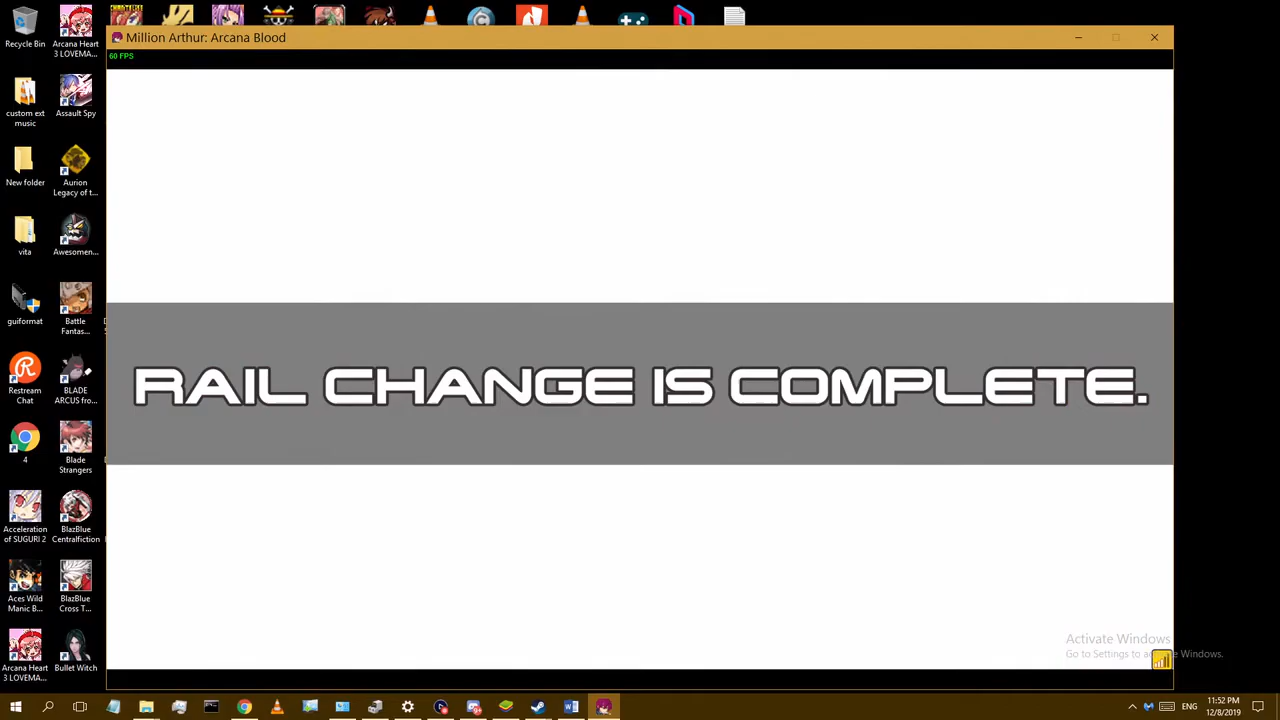 Million Arthur: Arcana Blood
60 FPS
RAIL CHANGE IS COMPLETE.
Recycle Bin
Arcana Heart
3 LOVEMA...
custom ext
music
Assault Spy
New folder
Aurion
Legacy of t...
vita
Awesomen...
guiformat
Battle
Fantas...
Restream
Chat
BLADE
ARCUS fro...
4
Blade
Strangers
Acceleration
of SUGURI 2
BlazBlue
Centralfiction
Aces Wild
Manic B...
BlazBlue
Cross T...
Arcana Heart
3 LOVEMA...
Bullet Witch
Activate Windows
Go to Settings to a Windows.
ENG
11:52 PM
12/8/2019